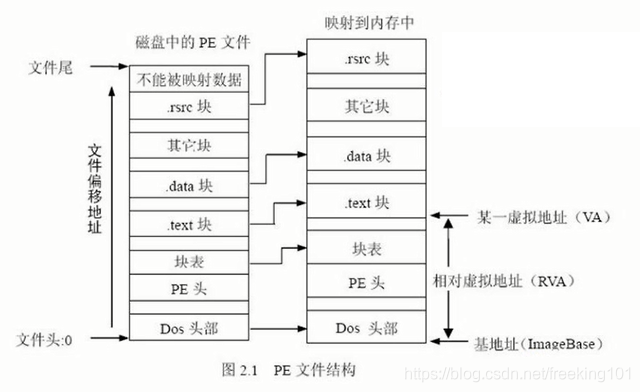 磁盘中的 PE 文件
映射到内存中
文件尾
不能被映射数据
.rsrc 块
其它块
.data 块
.text 块
块表
PE 头
Dos 头部
文件偏移地址
文件头:0
.rsrc 块
其它块
.data 块
.text 块
块表
PE 头
Dos 头部
某一虚拟地址（VA）
相对虚拟地址（RVA）
基地址（ImageBase）
图 2.1 PE 文件结构
https://blog.csdn.net/freeking101